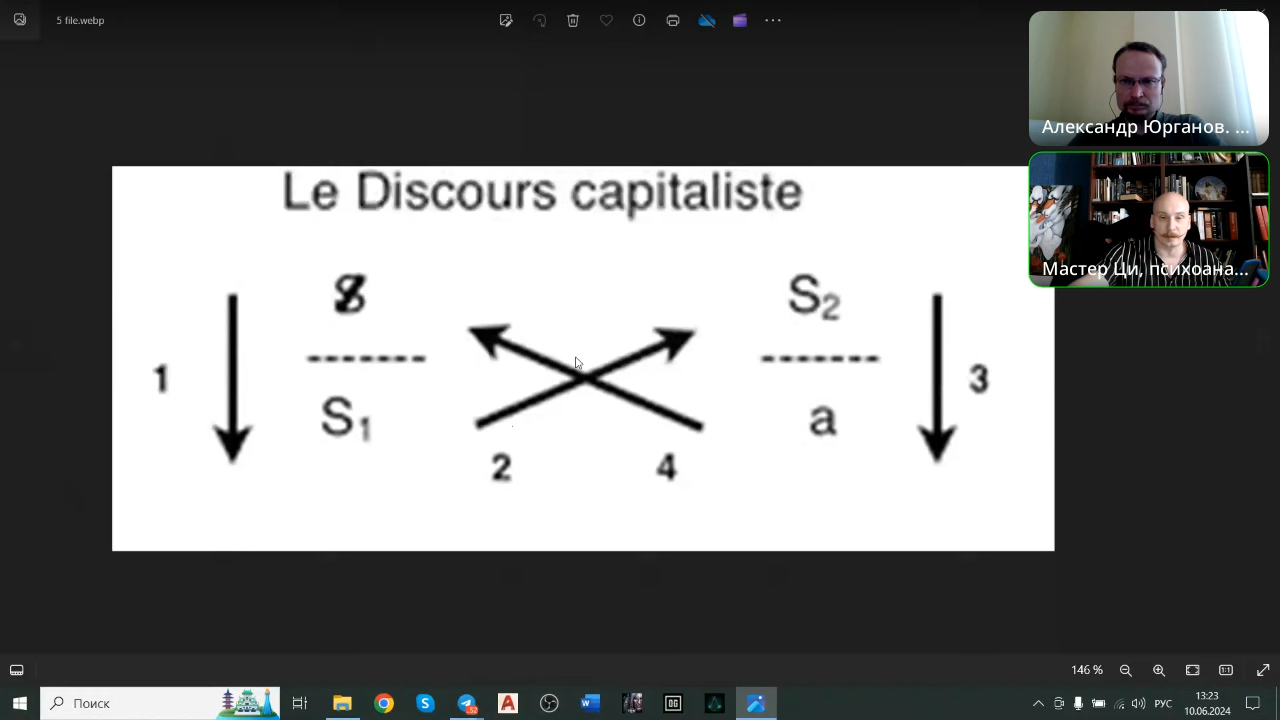 5 file.webp
Le Discours capitaliste
1
$
S₁
2
4
S₂
a
3
Александр Юрганов. ...
Мастер Ци, психоана...
146 %
Поиск
РУС
13:23
10.06.2024